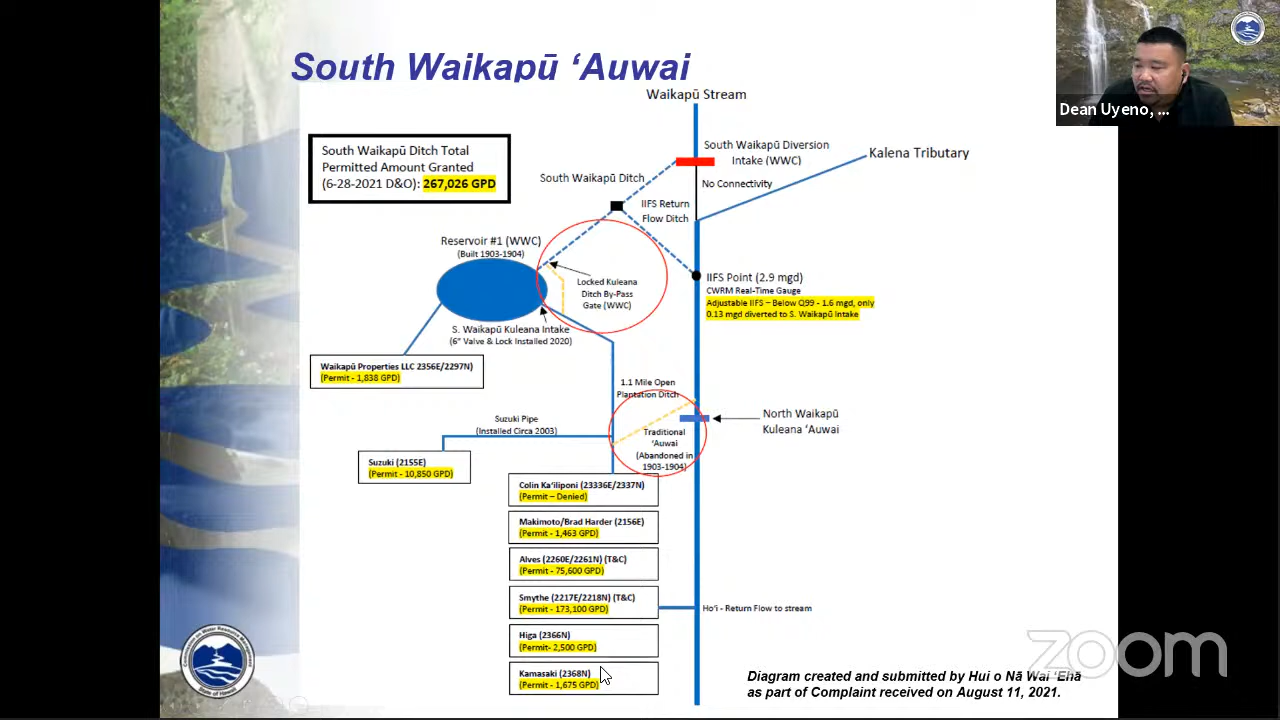 South Waikapū ‘Auwai
Dean Uyeno, ...
Waikapū Stream
South Waikapū Ditch Total
Permitted Amount Granted
(6-28-2021 D&O): 267,026 GPD
South Waikapū Diversion
Intake (WWC)
Kalena Tributary
South Waikapū Ditch
No Connectivity
IIFS Return
Flow Ditch
Reservoir #1 (WWC)
(Built 1903-1904)
Locked Kuleana
Ditch By-Pass
Gate (WWC)
IIFS Point (2.9 mgd)
CWRM Real-Time Gauge
Adjustable IIFS – Below Q99 - 1.6 mgd, only
0.13 mgd diverted to S. Waikapū Intake
S. Waikapū Kuleana Intake
(6" Valve & Lock Installed 2020)
Waikapū Properties LLC 2356E/2297N)
(Permit - 1,838 GPD)
1.1 Mile Open
Plantation Ditch
North Waikapū
Kuleana ‘Auwai
Suzuki Pipe
(Installed Circa 2003)
Traditional
‘Auwai
(Abandoned in
1903-1904)
Suzuki (2155E)
(Permit - 10,850 GPD)
Colin Ka‘iliponi (23336E/2337N)
(Permit – Denied)
Makimoto/Brad Harder (2156E)
(Permit - 1,463 GPD)
Alves (2260E/2261N) (T&C)
(Permit - 75,600 GPD)
Smythe (2217E/2218N) (T&C)
(Permit - 173,100 GPD)
Ho‘i - Return Flow to stream
Higa (2366N)
(Permit- 2,500 GPD)
Kamasaki (2368N)
(Permit - 1,675 GPD)
zoom
Diagram created and submitted by Hui o Nā Wai ‘Ehā
as part of Complaint received on August 11, 2021.
Commission on Water Resource Management
State of Hawaii